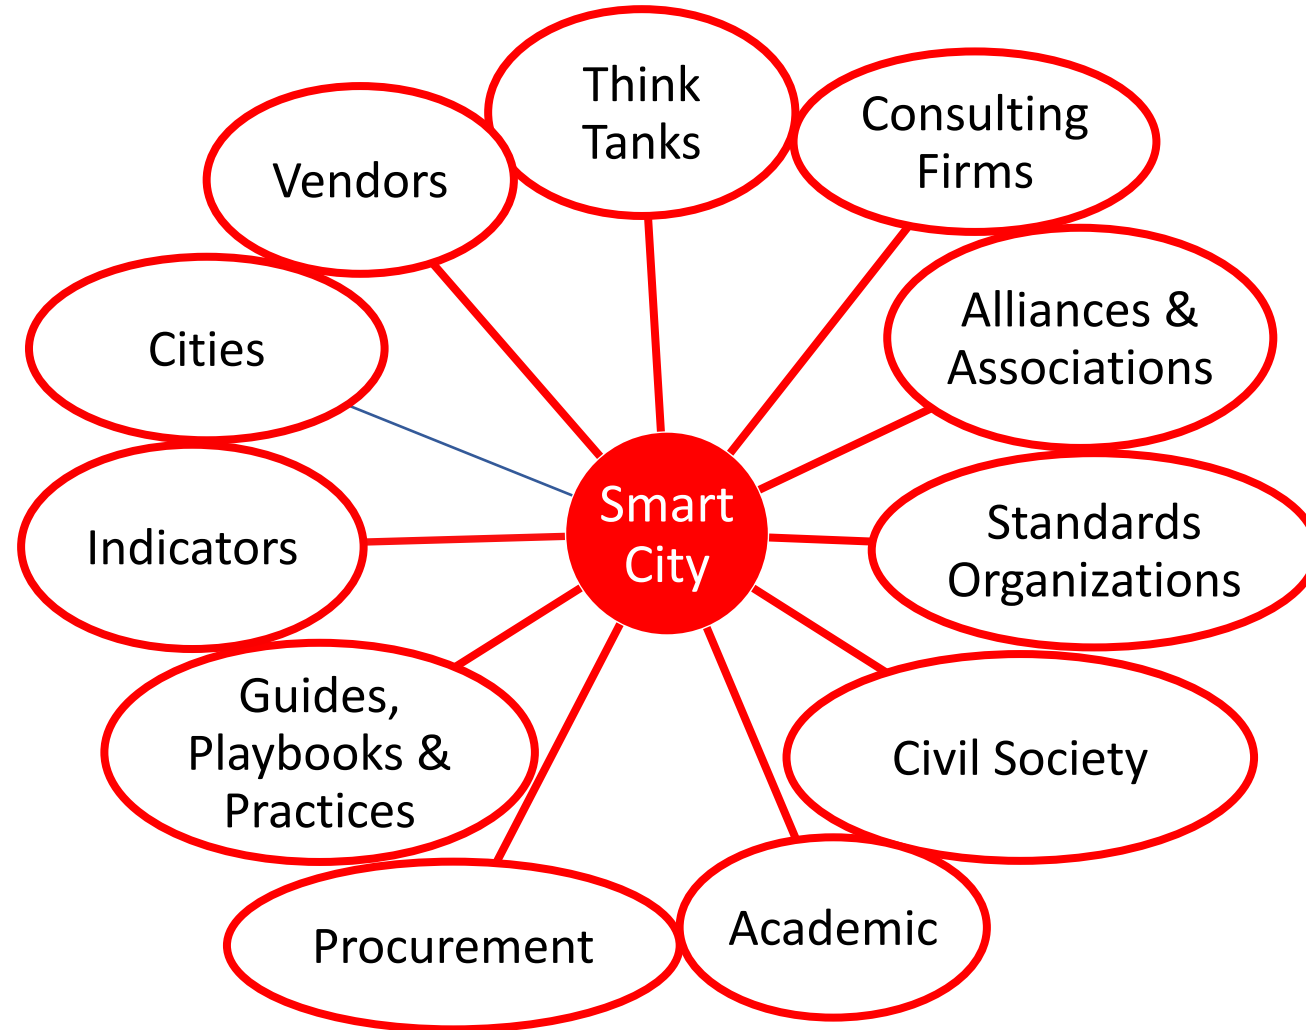 Think
Tanks
Consulting
Firms
Vendors
Alliances &
Associations
Cities
Smart
City
Standards
Organizations
Indicators
Guides,
Playbooks &
Practices
Civil Society
Academic
Procurement